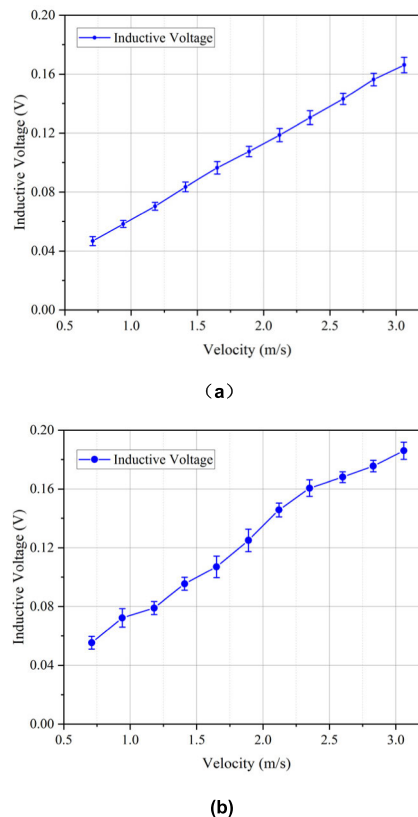 0.20
Inductive Voltage
0.16
0.12
0.08
0.04
0.00
Inductive Voltage (V)
0.5 1.0 1.5 2.0 2.5 3.0
Velocity (m/s)
（a）
0.20
Inductive Voltage
0.16
0.12
0.08
0.04
0.00
Inductive Voltage (V)
0.5 1.0 1.5 2.0 2.5 3.0
Velocity (m/s)
(b)